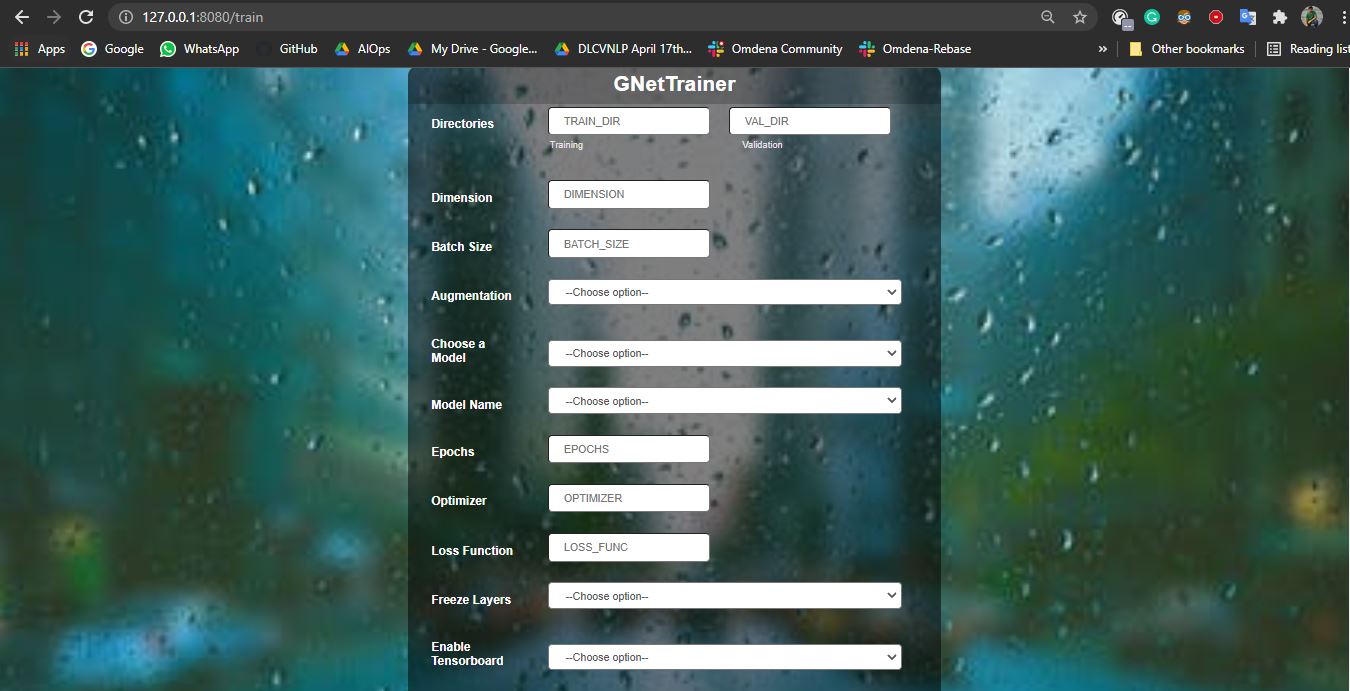 127.0.0.1:8080/train
Apps Google WhatsApp GitHub AIOps My Drive - Google... DLCVNLP April 17th... Omdena Community Omdena-Rebase » Other bookmarks Reading list
GNetTrainer
Directories TRAIN_DIR VAL_DIR
Training Validation
Dimension DIMENSION
Batch Size BATCH_SIZE
Augmentation --Choose option--
Choose a
Model --Choose option--
Model Name --Choose option--
Epochs EPOCHS
Optimizer OPTIMIZER
Loss Function LOSS_FUNC
Freeze Layers --Choose option--
Enable
Tensorboard --Choose option--